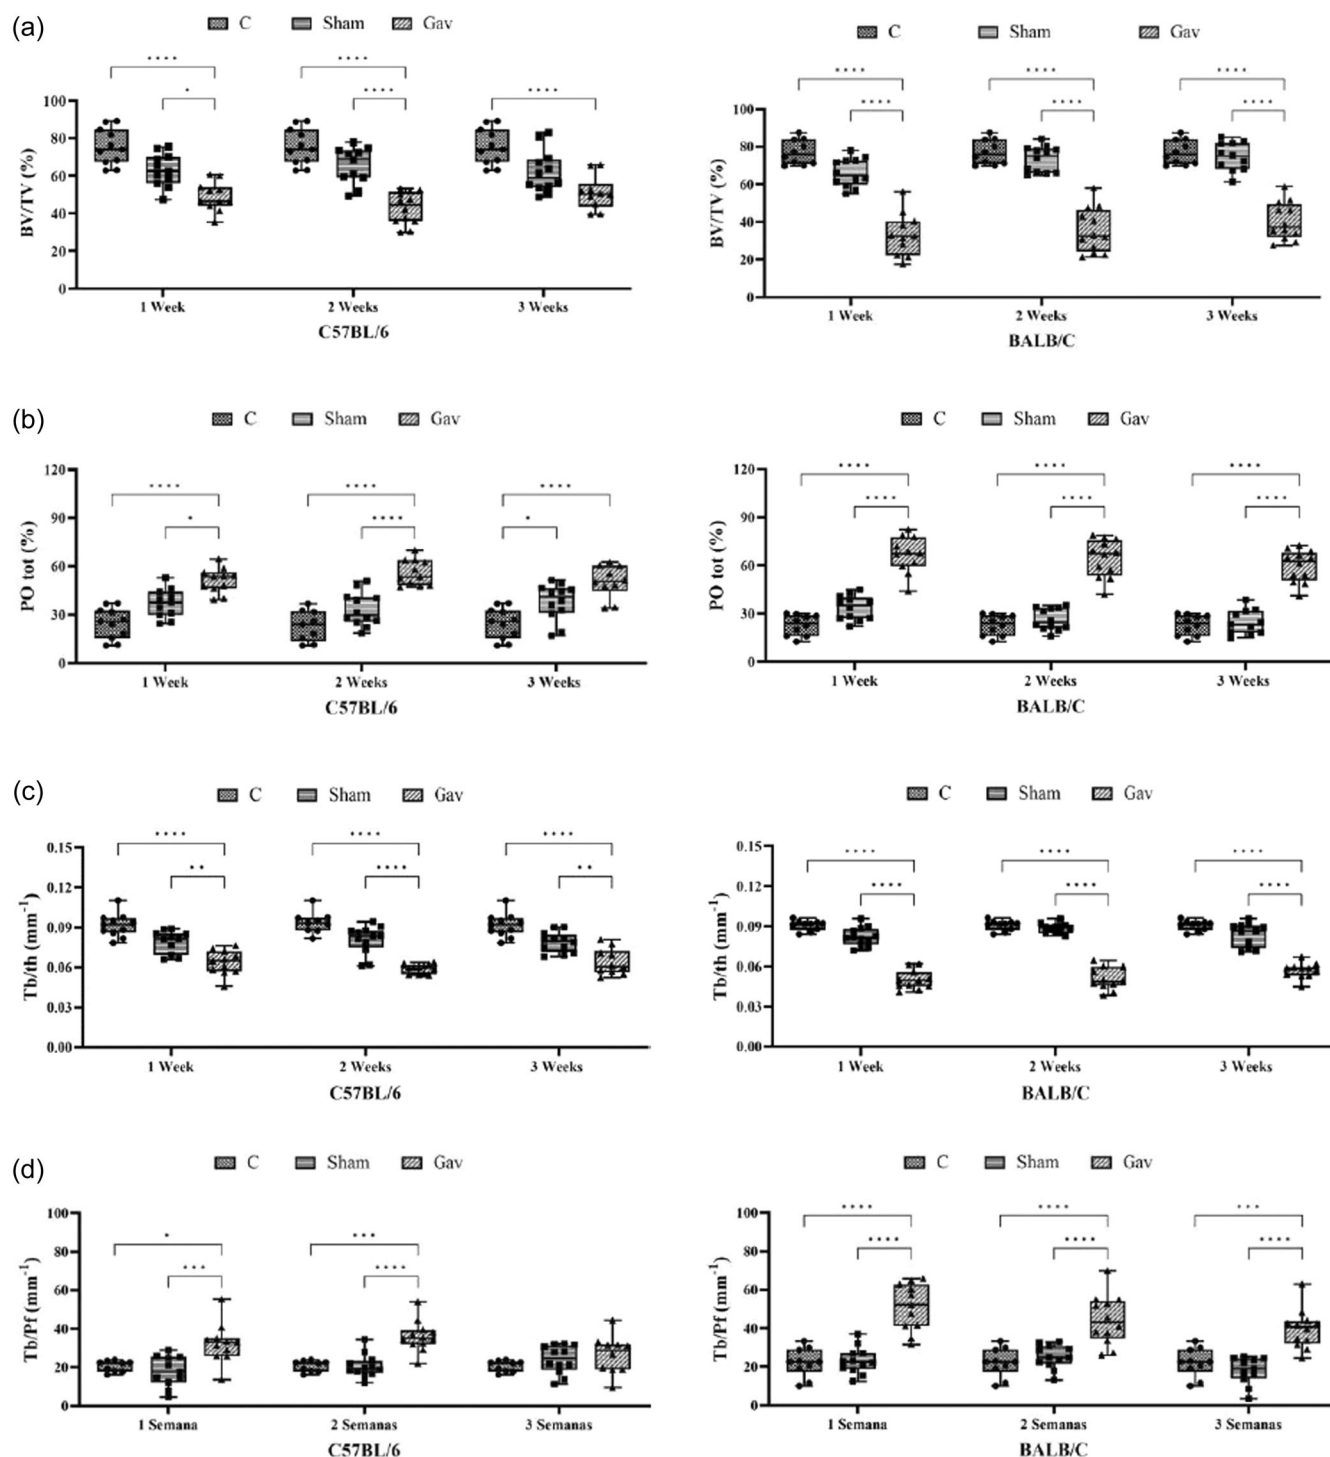 (a)
C Sham Gav
**** ****
* **** ****
100
80
60
40
20
0
BV/TV (%)
1 Week 2 Weeks 3 Weeks
C57BL/6
C Sham Gav
**** **** ****
**** **** ****
100
80
60
40
20
0
BV/TV (%)
1 Week 2 Weeks 3 Weeks
BALB/C
(b)
C Sham Gav
**** **** ****
* **** *
120
90
60
30
0
PO tot (%)
1 Week 2 Weeks 3 Weeks
C57BL/6
C Sham Gav
**** **** ****
**** **** ****
120
90
60
30
0
PO tot (%)
1 Week 2 Weeks 3 Weeks
BALB/C
(c)
C Sham Gav
**** **** ****
** **** **
0.15
0.12
0.09
0.06
0.03
0.00
Tb/th (mm⁻¹)
1 Week 2 Weeks 3 Weeks
C57BL/6
C Sham Gav
**** **** ****
**** **** ****
0.15
0.12
0.09
0.06
0.03
0.00
Tb/th (mm⁻¹)
1 Week 2 Weeks 3 Weeks
BALB/C
(d)
C Sham Gav
* ***
*** ****
100
80
60
40
20
0
Tb/Pf (mm⁻¹)
1 Semana 2 Semanas 3 Semanas
C57BL/6
C Sham Gav
**** **** ***
**** **** ****
100
80
60
40
20
0
Tb/Pf (mm⁻¹)
1 Semana 2 Semanas 3 Semanas
BALB/C